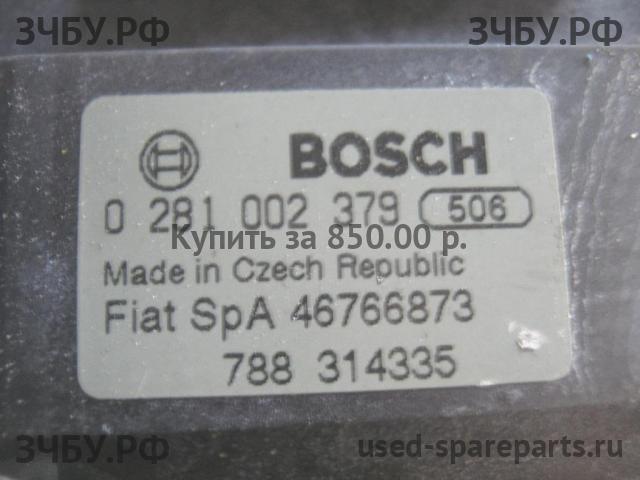 ЗЧБУ.РФ ЗЧБУ.РФ
BOSCH
0 281 002 379 506
Купить за 850.00 р.
Made in Czech Republic
Fiat SpA 46766873
788 314335
ЗЧБУ.РФ used-spareparts.ru